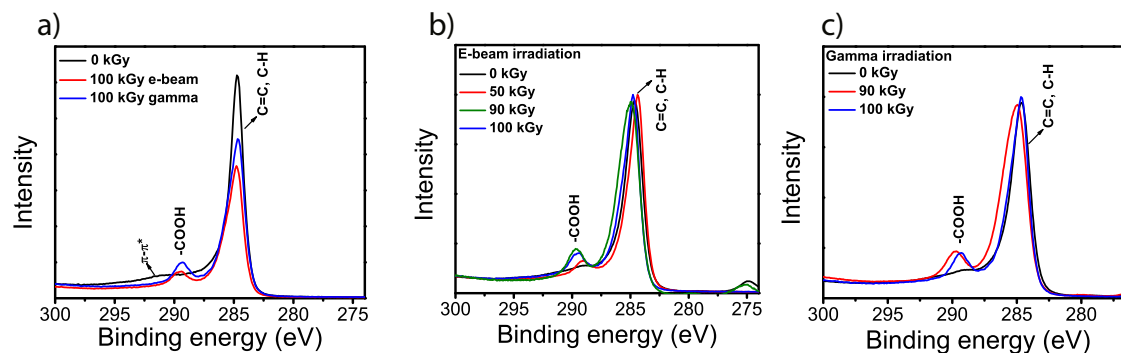 a)
0 kGy
100 kGy e-beam
100 kGy gamma
C=C, C-H
-COOH
π-π*
Intensity
300 295 290 285 280 275
Binding energy (eV)
b)
E-beam irradiation
0 kGy
50 kGy
90 kGy
100 kGy
C=C, C-H
-COOH
Intensity
300 295 290 285 280 275
Binding energy (eV)
c)
Gamma irradiation
0 kGy
90 kGy
100 kGy
C=C, C-H
-COOH
Intensity
300 290 280
Binding energy (eV)